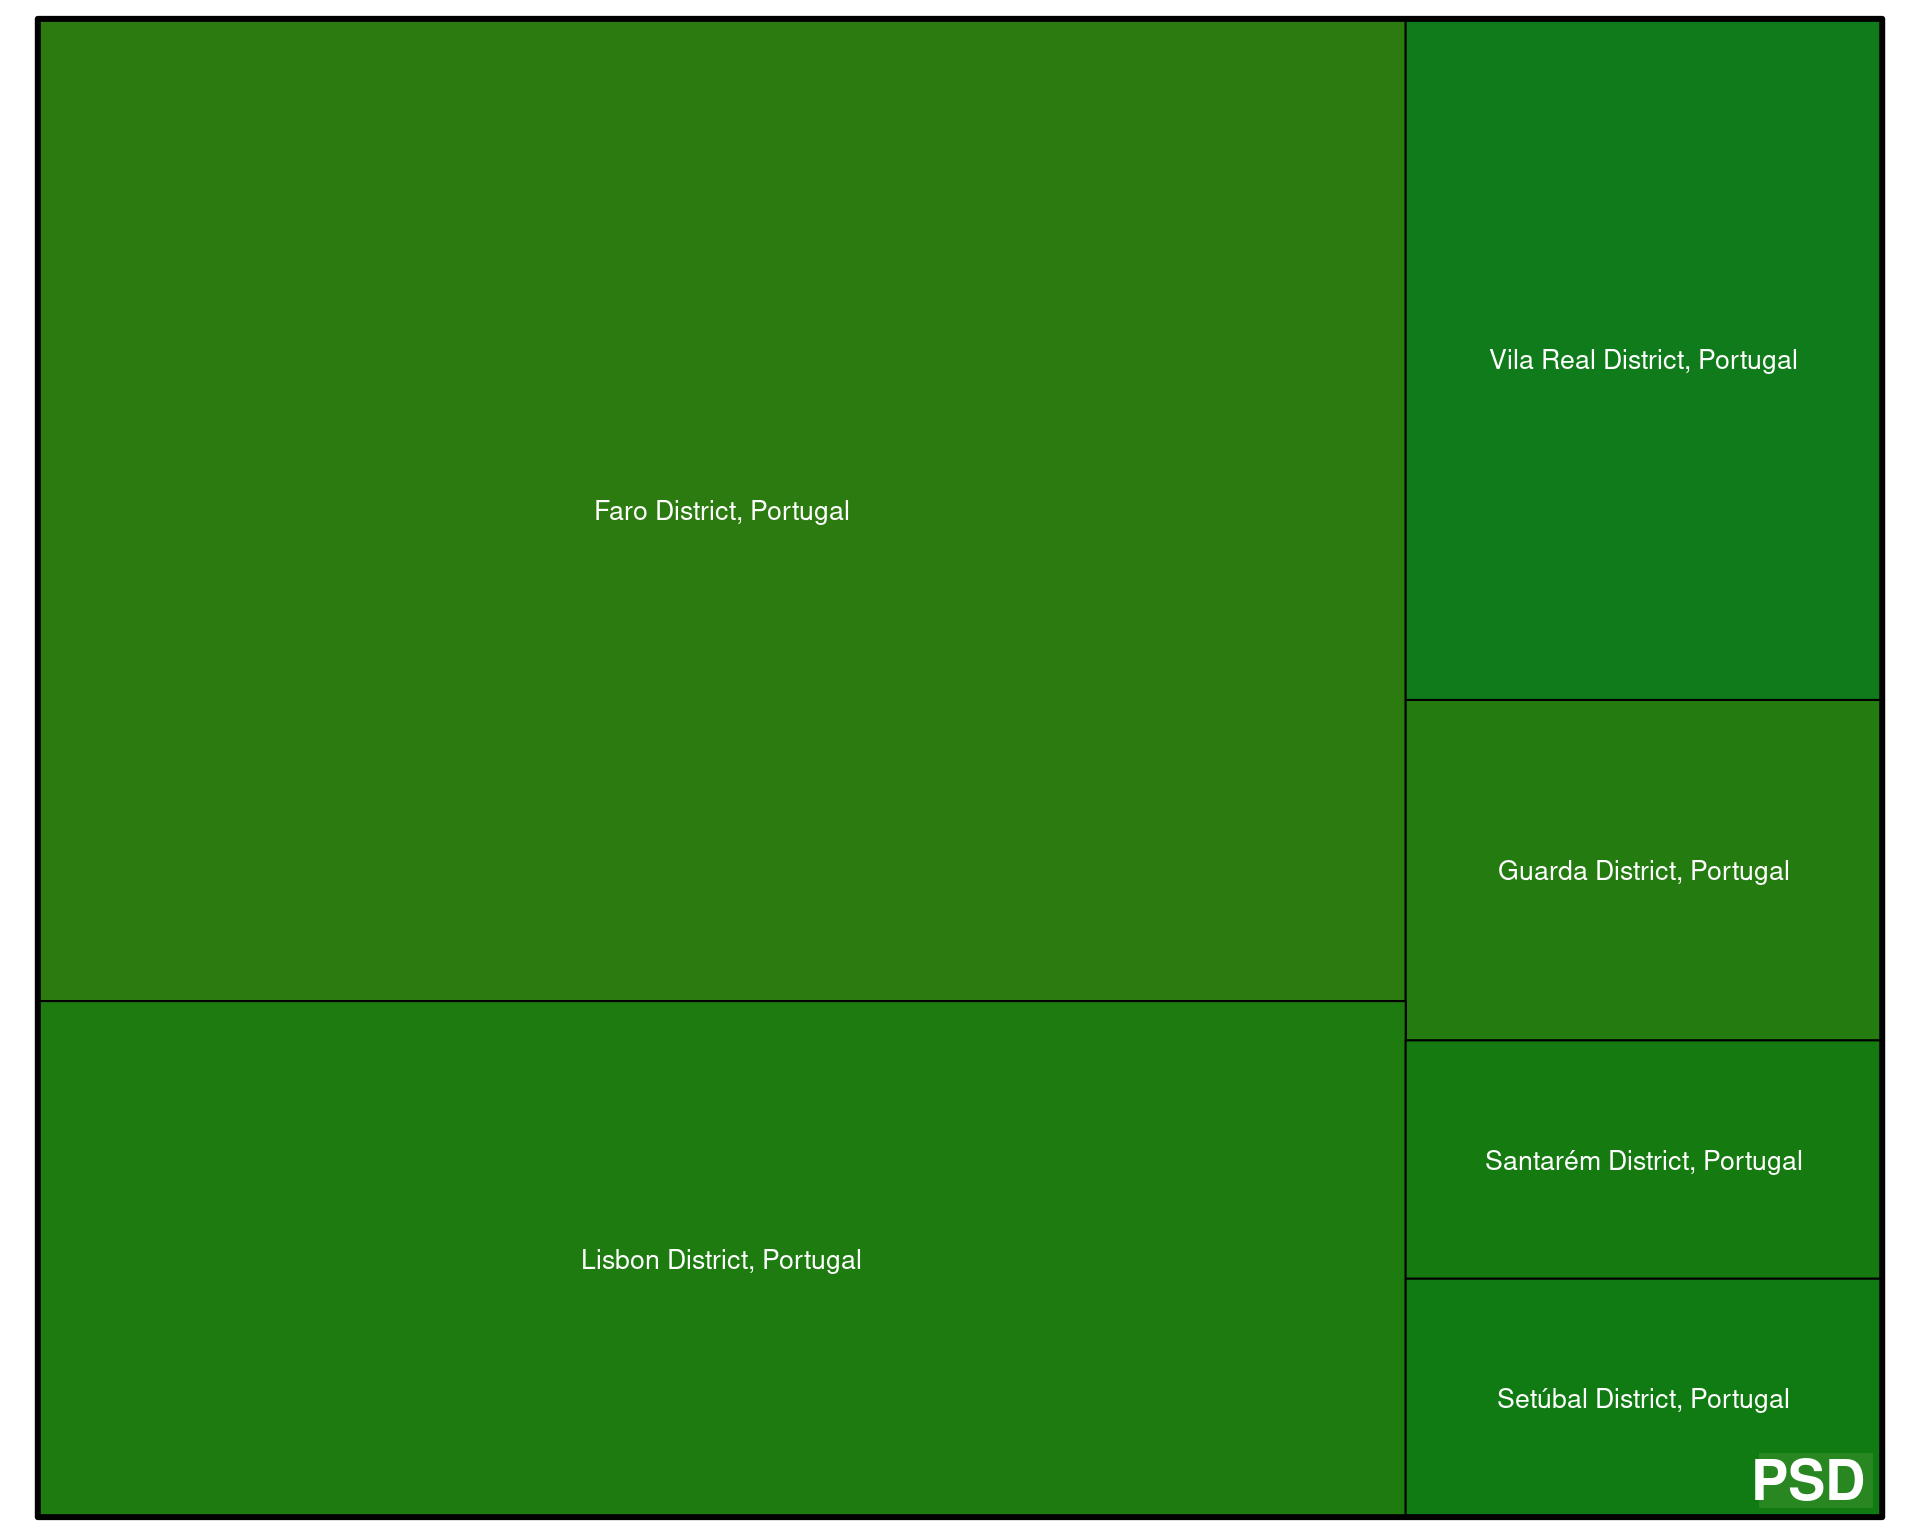 Faro District, Portugal
Lisbon District, Portugal
Vila Real District, Portugal
Guarda District, Portugal
Santarém District, Portugal
Setúbal District, Portugal
PSD